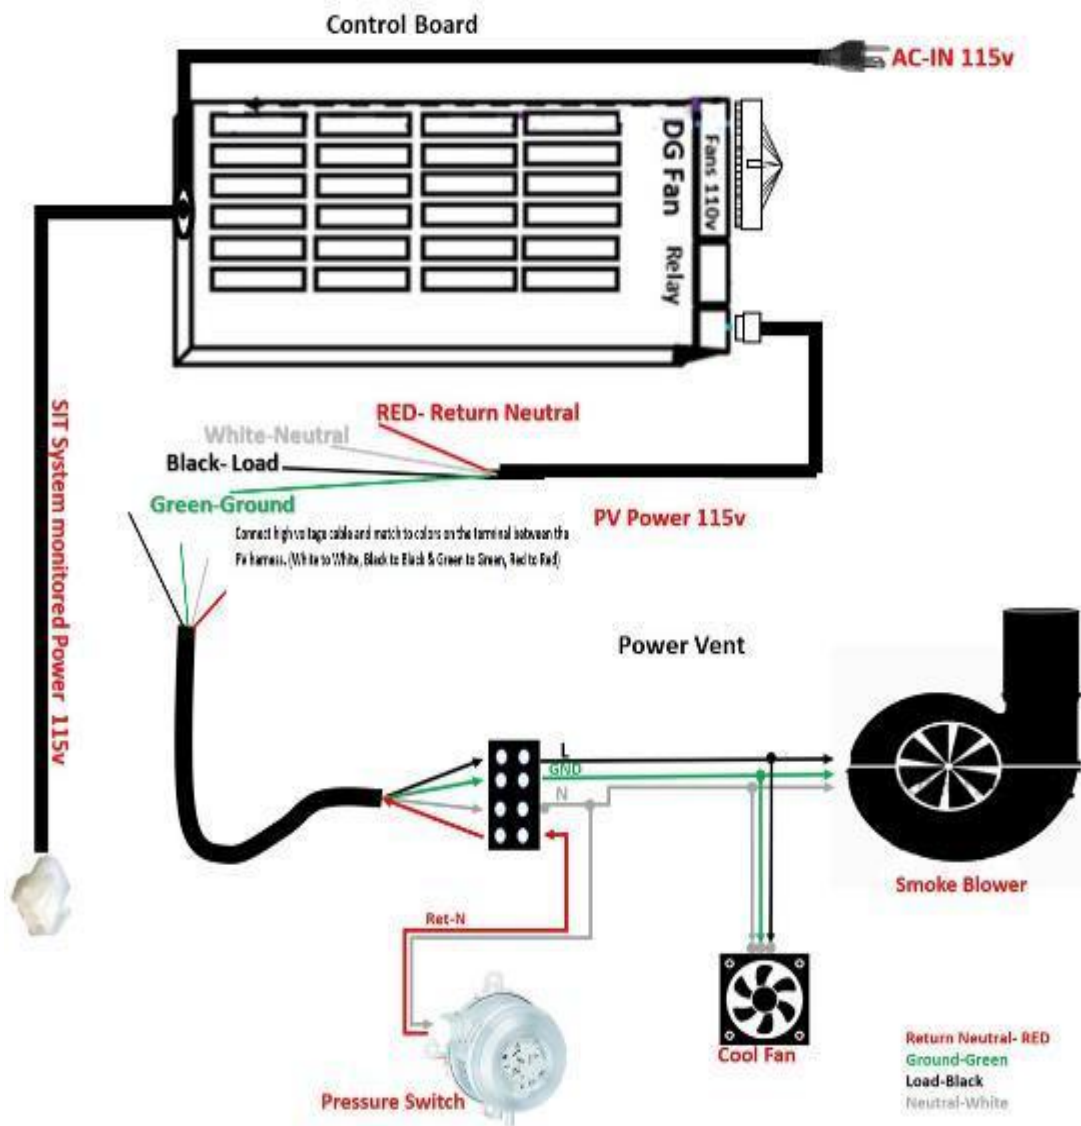 Control Board
AC-IN 115v
DG Fan
Fans 110v
Relay
SIT System monitored Power 115v
RED- Return Neutral
White-Neutral
Black- Load
Green-Ground
PV Power 115v
Connect high voltage cable and match to colors on the terminal between the
PV harness. (White to White, Black to Black & Green to Green, Red to Red)
Power Vent
L
GND
N
Smoke Blower
Ret-N
Cool Fan
Pressure Switch
Return Neutral- RED
Ground-Green
Load-Black
Neutral-White